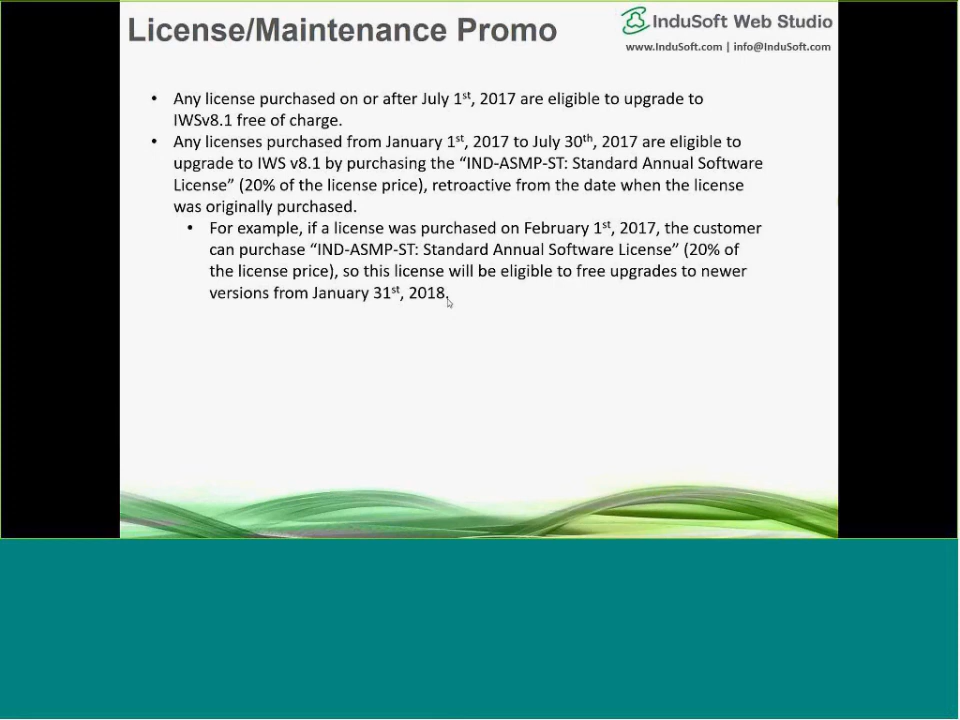 License/Maintenance Promo
InduSoft Web Studio
www.InduSoft.com | info@InduSoft.com
• Any license purchased on or after July 1st, 2017 are eligible to upgrade to
IWSv8.1 free of charge.
• Any licenses purchased from January 1st, 2017 to July 30th, 2017 are eligible to
upgrade to IWS v8.1 by purchasing the “IND-ASMP-ST: Standard Annual Software
License” (20% of the license price), retroactive from the date when the license
was originally purchased.
• For example, if a license was purchased on February 1st, 2017, the customer
can purchase “IND-ASMP-ST: Standard Annual Software License” (20% of
the license price), so this license will be eligible to free upgrades to newer
versions from January 31st, 2018.